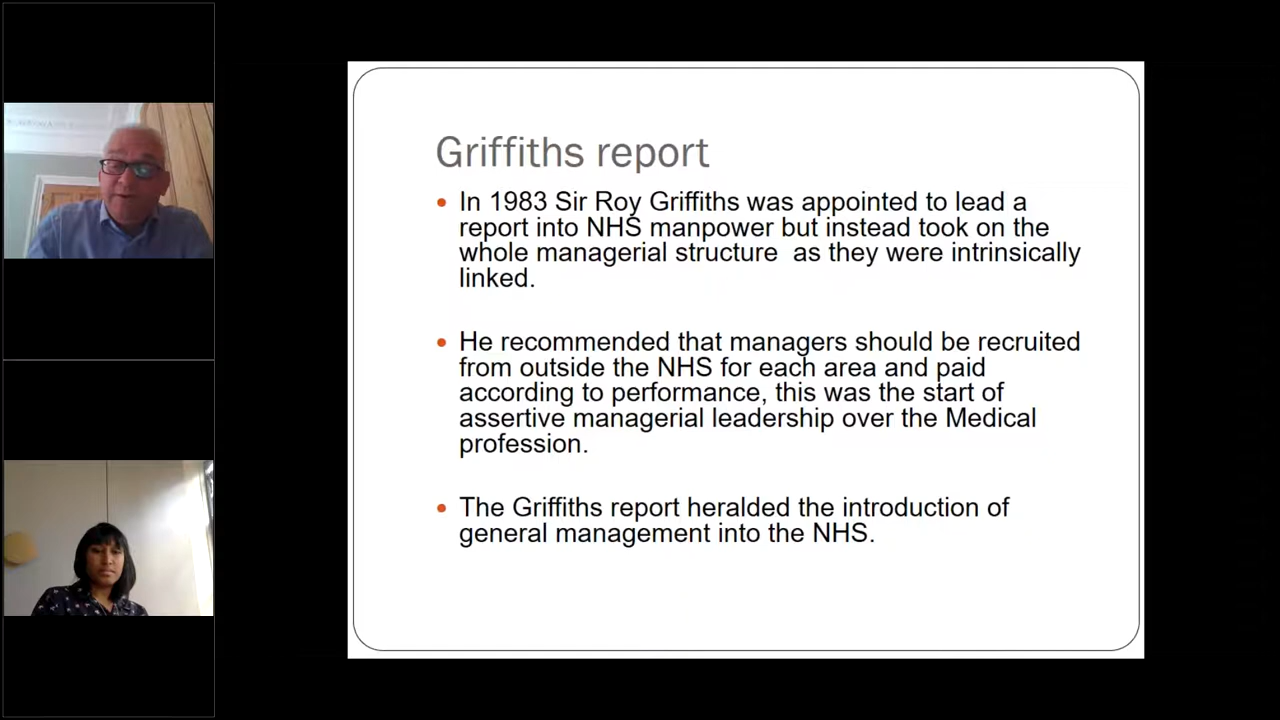 Griffiths report
• In 1983 Sir Roy Griffiths was appointed to lead a
report into NHS manpower but instead took on the
whole managerial structure  as they were intrinsically
linked.
• He recommended that managers should be recruited
from outside the NHS for each area and paid
according to performance, this was the start of
assertive managerial leadership over the Medical
profession.
• The Griffiths report heralded the introduction of
general management into the NHS.